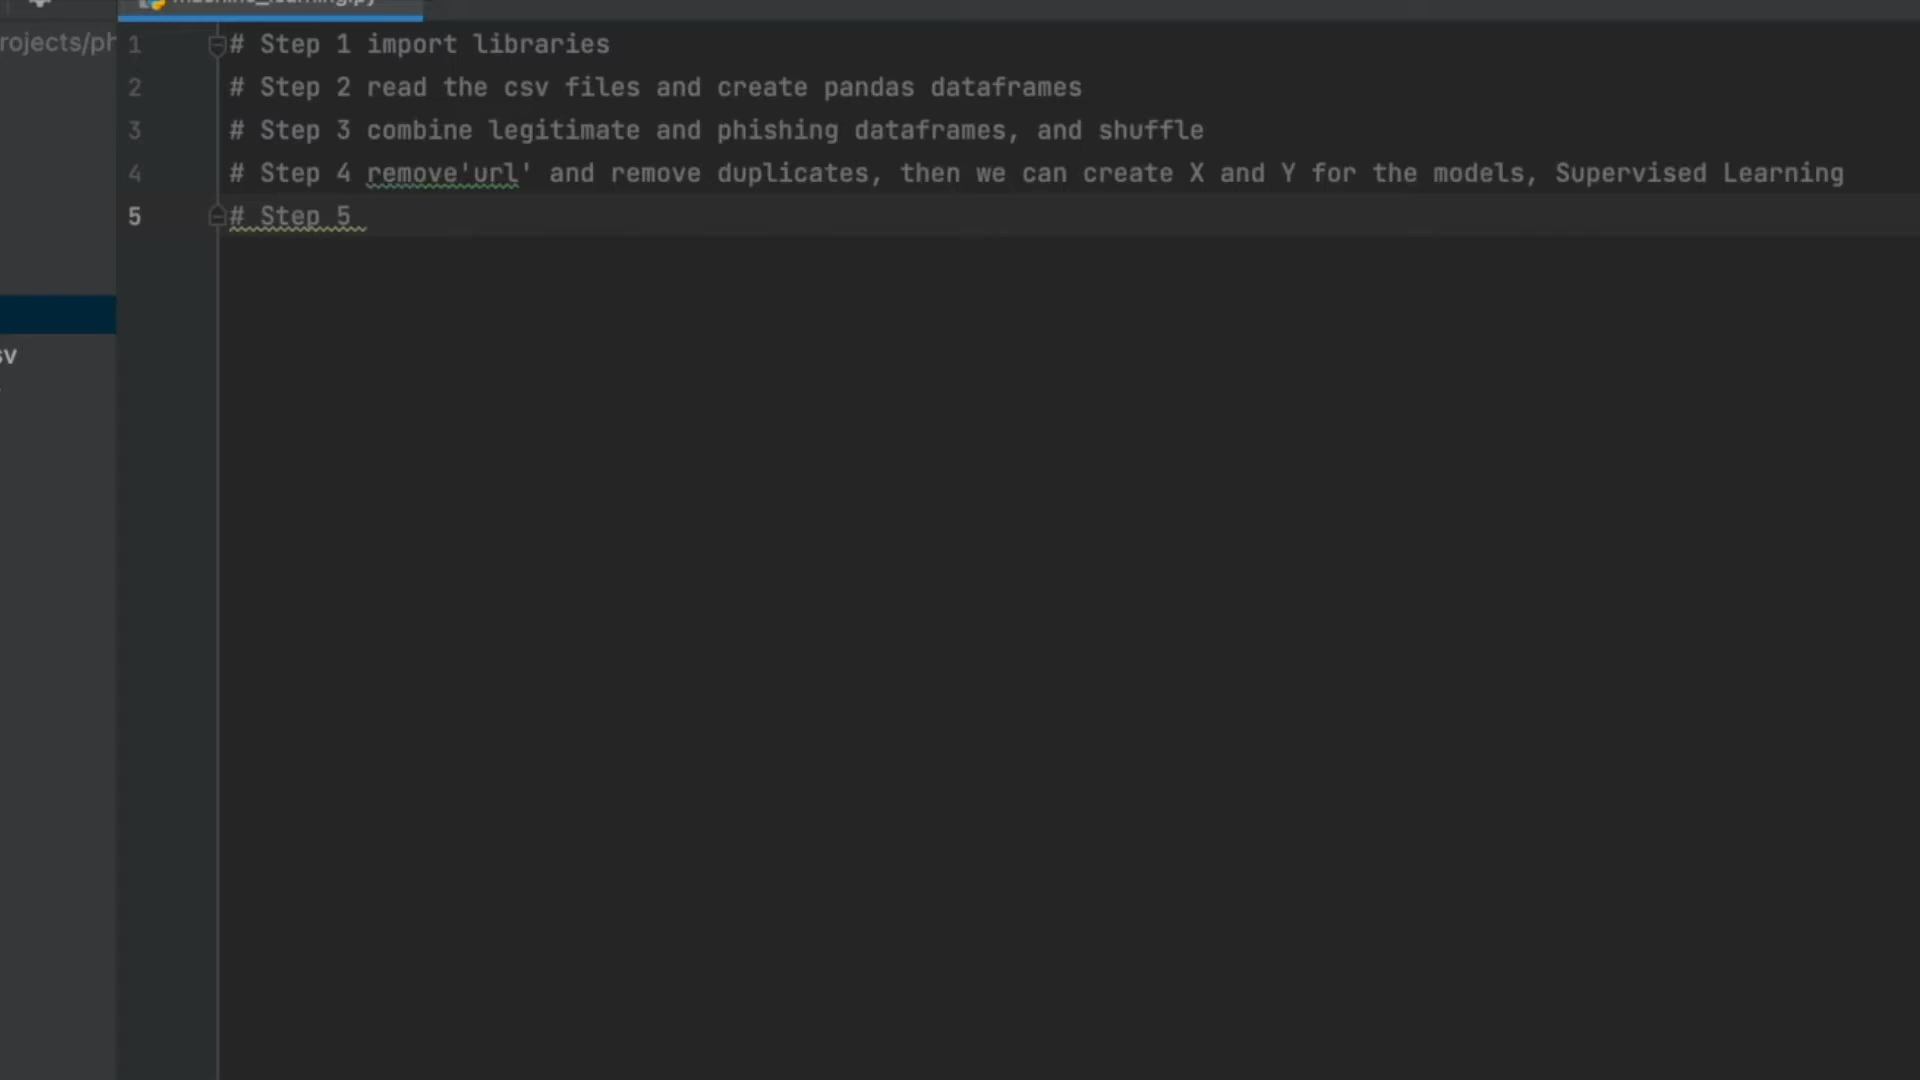 machine_learning.py
rojects/ph
1 # Step 1 import libraries
2 # Step 2 read the csv files and create pandas dataframes
3 # Step 3 combine legitimate and phishing dataframes, and shuffle
4 # Step 4 remove'url' and remove duplicates, then we can create X and Y for the models, Supervised Learning
5 # Step 5
sv